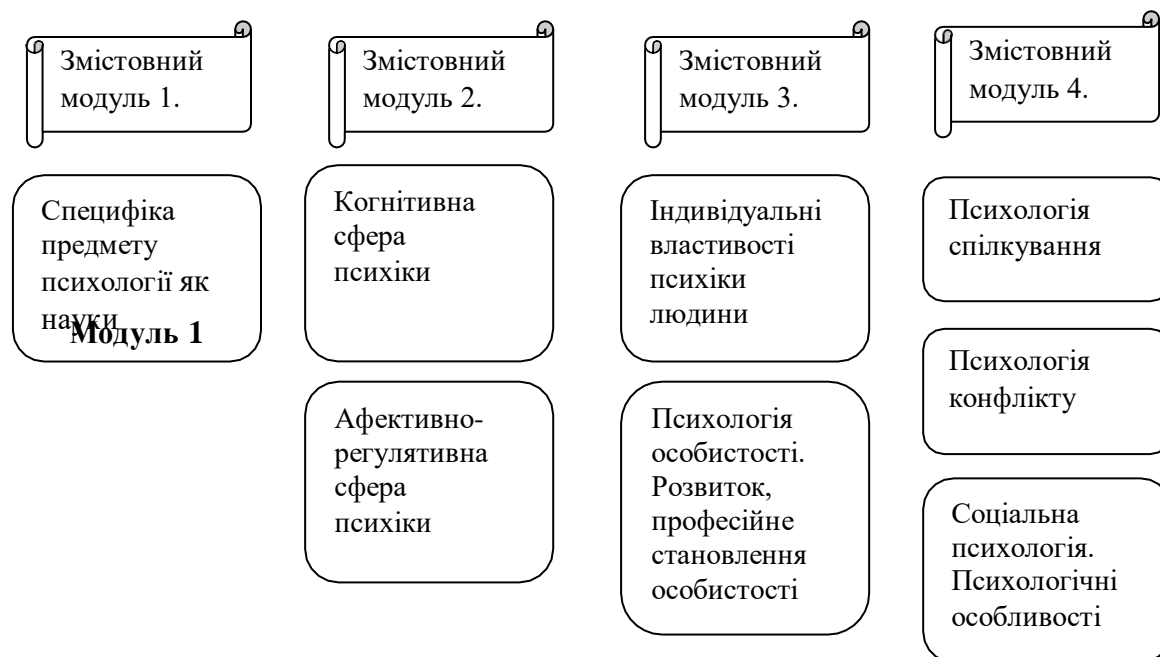 Змістовний
модуль 1.
Змістовний
модуль 2.
Змістовний
модуль 3.
Змістовний
модуль 4.
Специфіка
предмету
психології як
науки
Модуль 1
Когнітивна
сфера
психіки
Афективно-
регулятивна
сфера
психіки
Індивідуальні
властивості
психіки
людини
Психологія
особистості.
Розвиток,
професійне
становлення
особистості
Психологія
спілкування
Психологія
конфлікту
Соціальна
психологія.
Психологічні
особливості